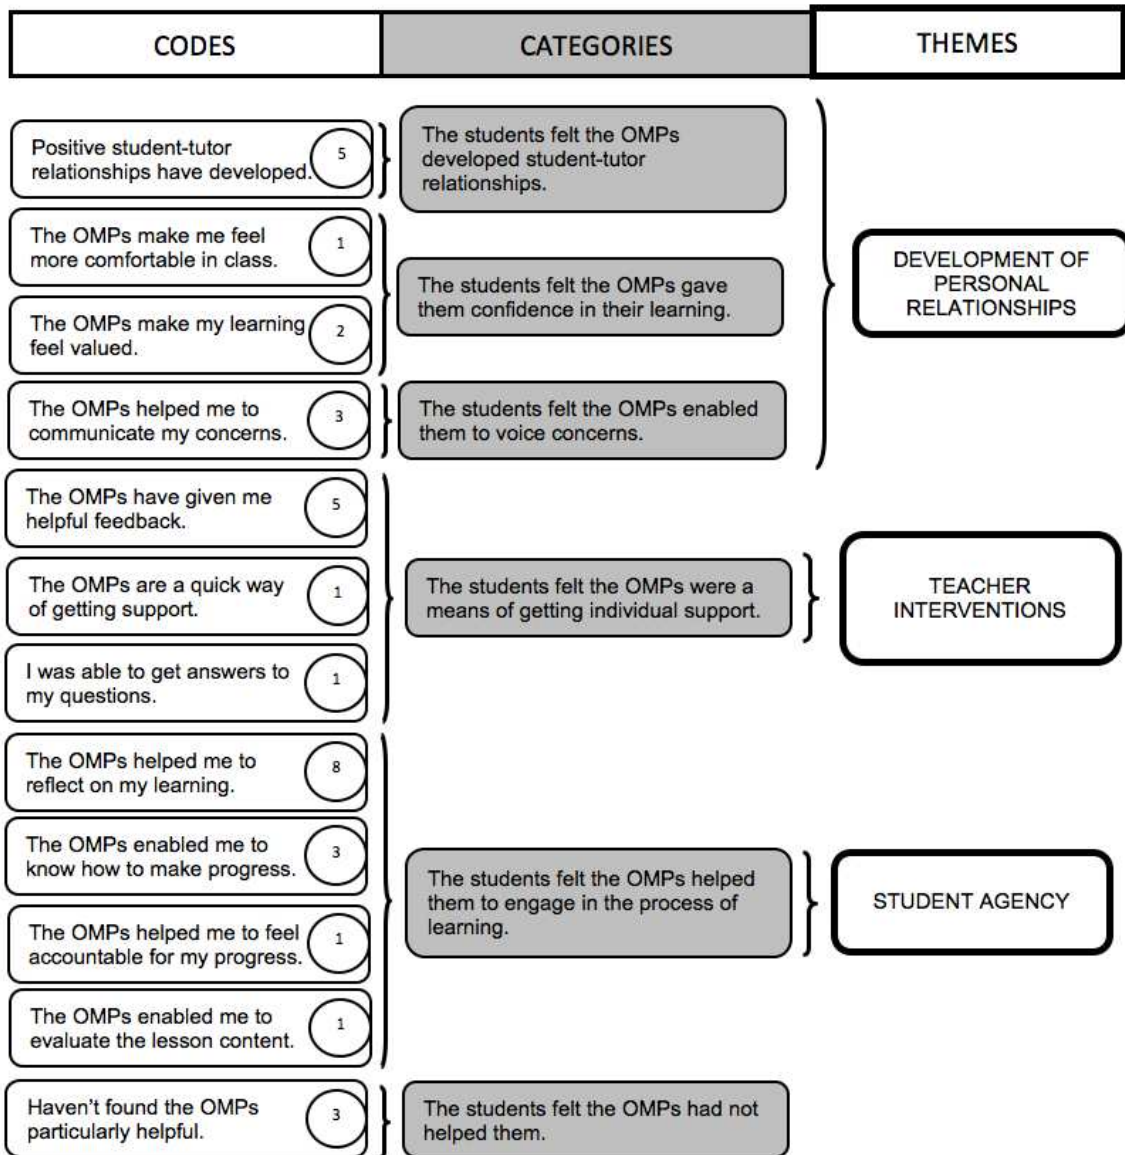 CODES
CATEGORIES
THEMES
Positive student-tutor
relationships have developed.
5
The students felt the OMPs
developed student-tutor
relationships.
The OMPs make me feel
more comfortable in class.
1
The OMPs make my learning
feel valued.
2
The students felt the OMPs gave
them confidence in their learning.
The OMPs helped me to
communicate my concerns.
3
The students felt the OMPs enabled
them to voice concerns.
DEVELOPMENT OF
PERSONAL
RELATIONSHIPS
The OMPs have given me
helpful feedback.
5
The OMPs are a quick way
of getting support.
1
I was able to get answers to
my questions.
1
The students felt the OMPs were a
means of getting individual support.
TEACHER
INTERVENTIONS
The OMPs helped me to
reflect on my learning.
8
The OMPs enabled me to
know how to make progress.
3
The OMPs helped me to feel
accountable for my progress.
1
The OMPs enabled me to
evaluate the lesson content.
1
The students felt the OMPs helped
them to engage in the process of
learning.
STUDENT AGENCY
Haven't found the OMPs
particularly helpful.
3
The students felt the OMPs had not
helped them.